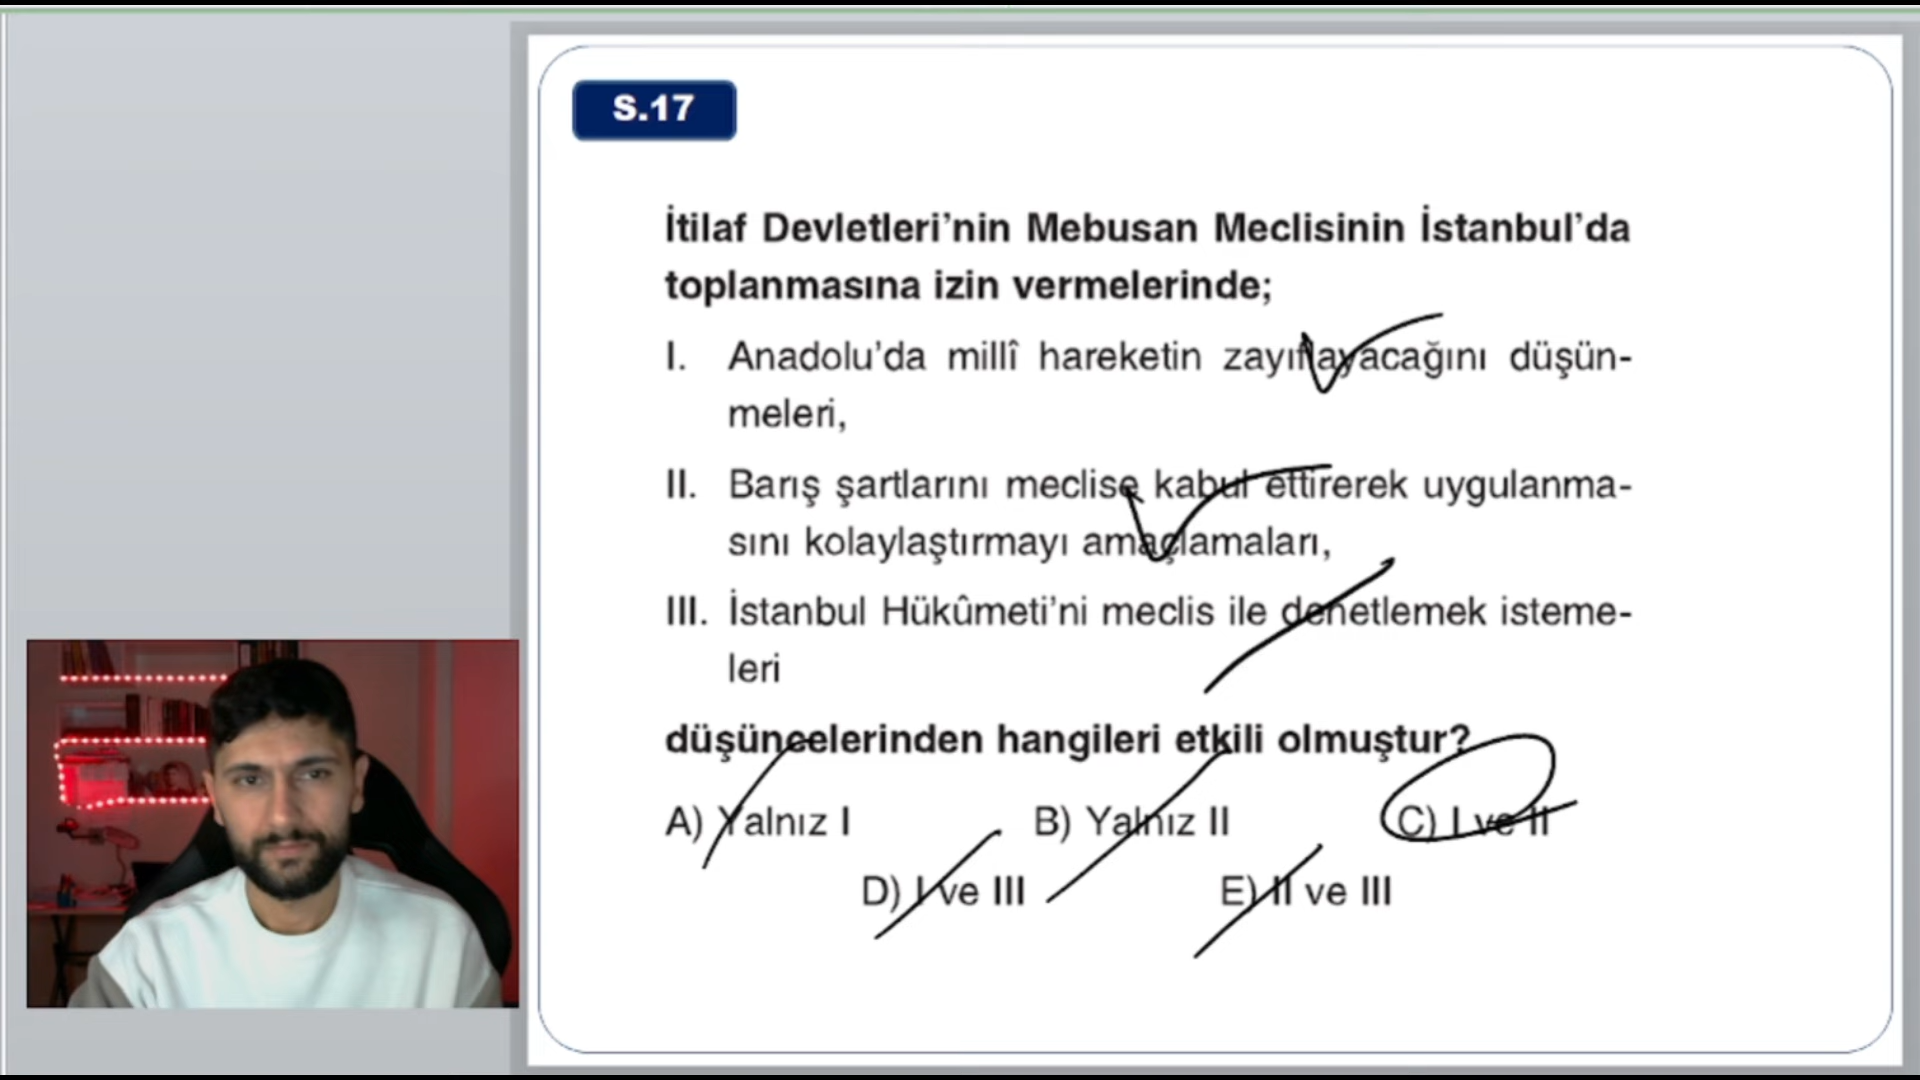 S.17
İtilaf Devletleri'nin Mebusan Meclisinin İstanbul'da
toplanmasına izin vermelerinde;
I. Anadolu'da millî hareketin zayıflayacağını düşün-
meleri,
II. Barış şartlarını meclise kabul ettirerek uygulanma-
sını kolaylaştırmayı amaçlamaları,
III. İstanbul Hükûmeti'ni meclis ile denetlemek isteme-
leri
düşüncelerinden hangileri etkili olmuştur?
A) Yalnız I B) Yalnız II C) I ve II
D) I ve III E) II ve III